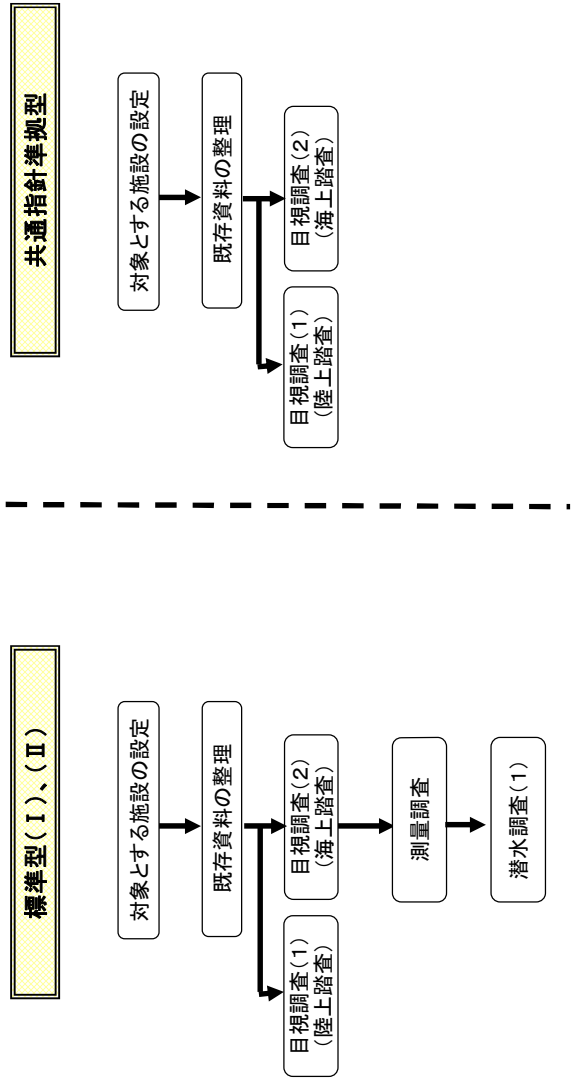 標準型(Ⅰ)、(Ⅱ)
対象とする施設の設定
既存資料の整理
目視調査(1)
(陸上踏査)
目視調査(2)
(海上踏査)
測量調査
潜水調査(1)
共通指針準拠型
対象とする施設の設定
既存資料の整理
目視調査(1)
(陸上踏査)
目視調査(2)
(海上踏査)